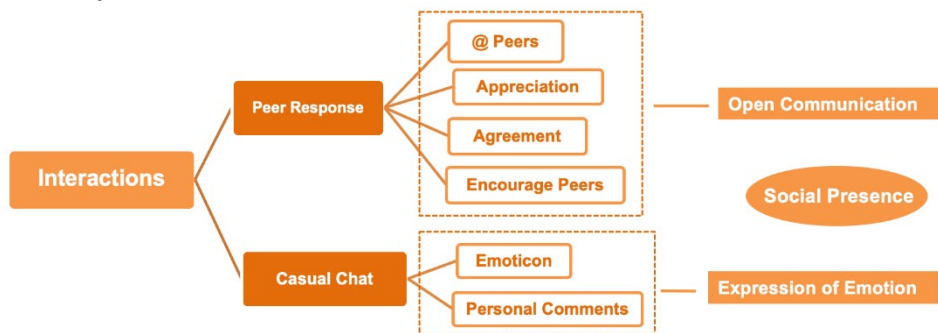 @ Peers
Peer Response
Appreciation
Open Communication
Agreement
Interactions
Encourage Peers
Social Presence
Emoticon
Casual Chat
Expression of Emotion
Personal Comments